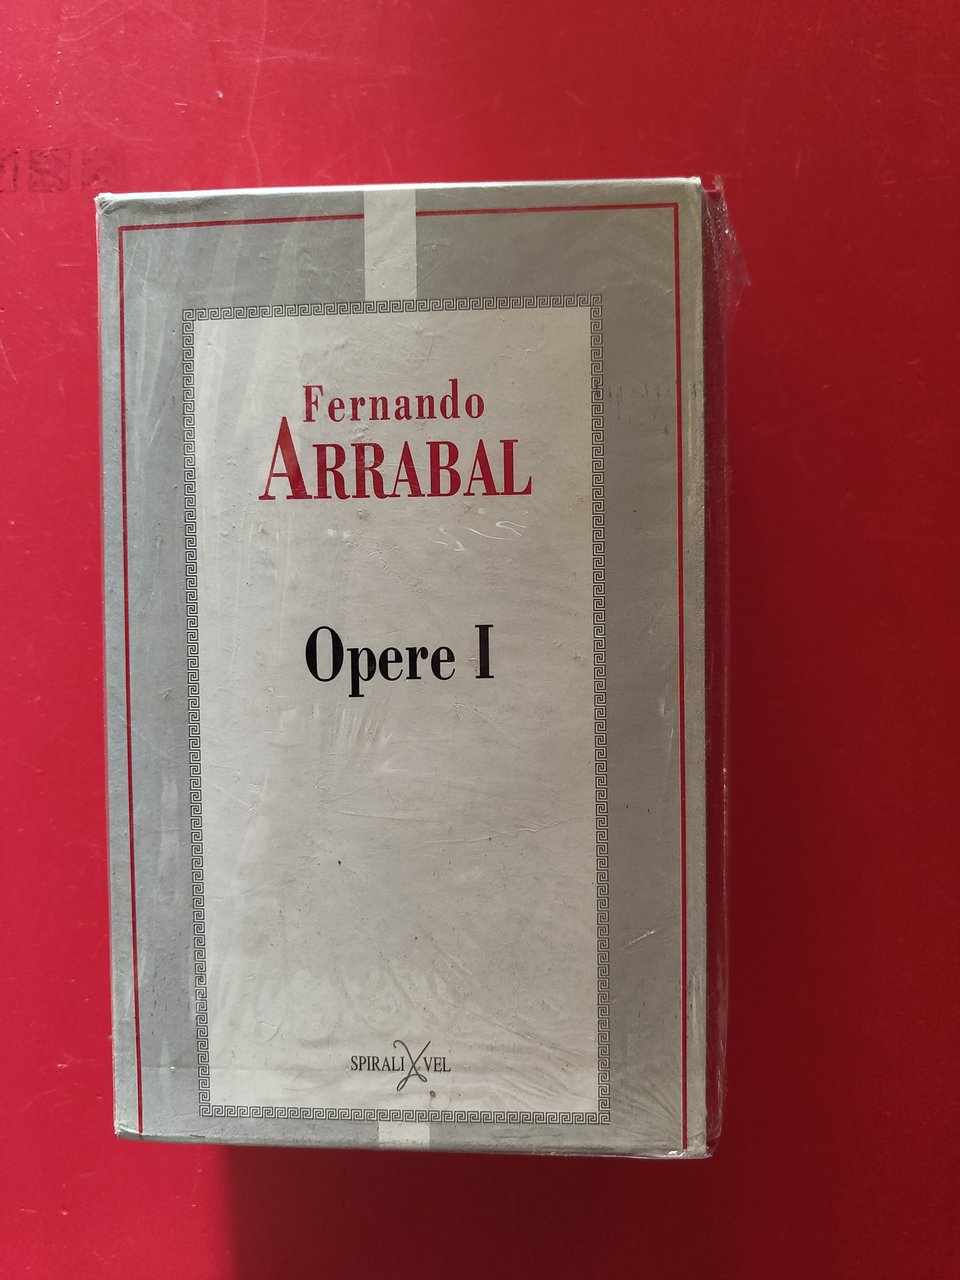 Fernando
ARRABAL
Opere I
SPIRALI VEL